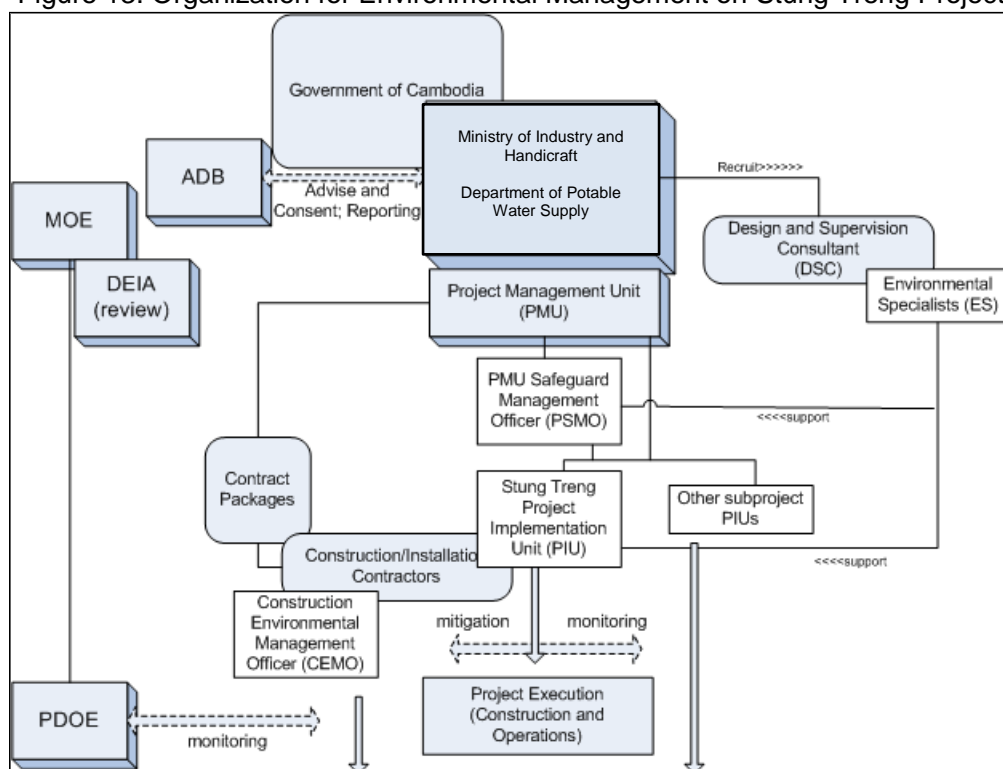 Figure 18: Organization for Environmental Management on Stung Treng Project
Government of Cambodia
Ministry of Industry and
Handicraft
Department of Potable
Water Supply
Recruit>>>>>>
ADB
Advise and
Consent; Reporting
MOE
DEIA
(review)
Design and Supervision
Consultant
(DSC)
Environmental
Specialists (ES)
Project Management Unit
(PMU)
PMU Safeguard
Management
Officer (PSMO)
<<<<support
Contract
Packages
Stung Treng
Project
Implementation
Unit (PIU)
Other subproject
PIUs
<<<<support
Construction/Installation
Contractors
Construction
Environmental
Management
Officer (CEMO)
mitigation
monitoring
Project Execution
(Construction and
Operations)
PDOE
monitoring